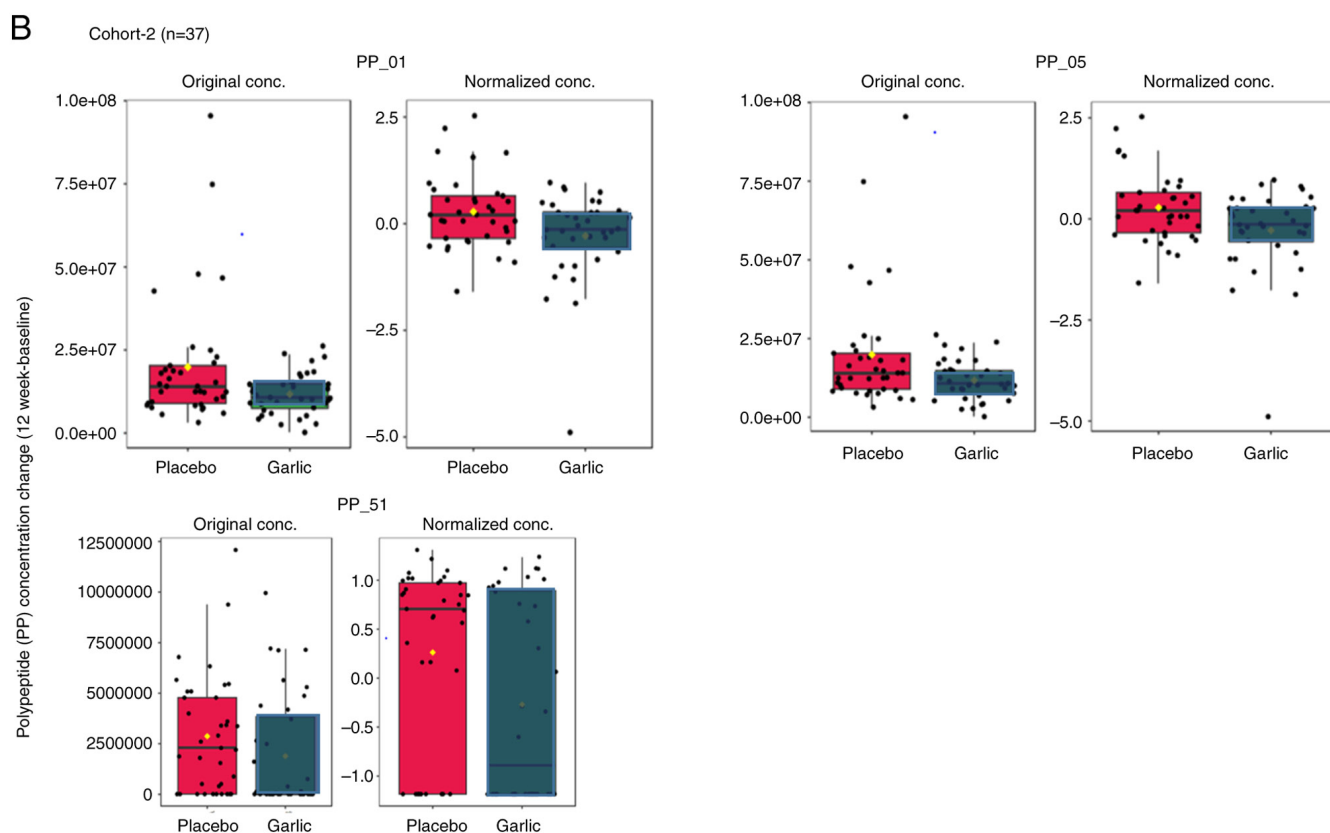 B
Cohort-2 (n=37)
Polypeptide (PP) concentration change (12 week-baseline)
PP_01
Original conc.
Normalized conc.
1.0e+08
7.5e+07
5.0e+07
2.5e+07
0.0e+00
Placebo
Garlic
2.5
0.0
−2.5
−5.0
Placebo
Garlic
PP_05
Original conc.
Normalized conc.
1.0e+08
7.5e+07
5.0e+07
2.5e+07
0.0e+00
Placebo
Garlic
2.5
0.0
−2.5
−5.0
Placebo
Garlic
PP_51
Original conc.
Normalized conc.
12500000
10000000
7500000
5000000
2500000
0
Placebo
Garlic
1.0
0.5
0.0
−0.5
−1.0
Placebo
Garlic